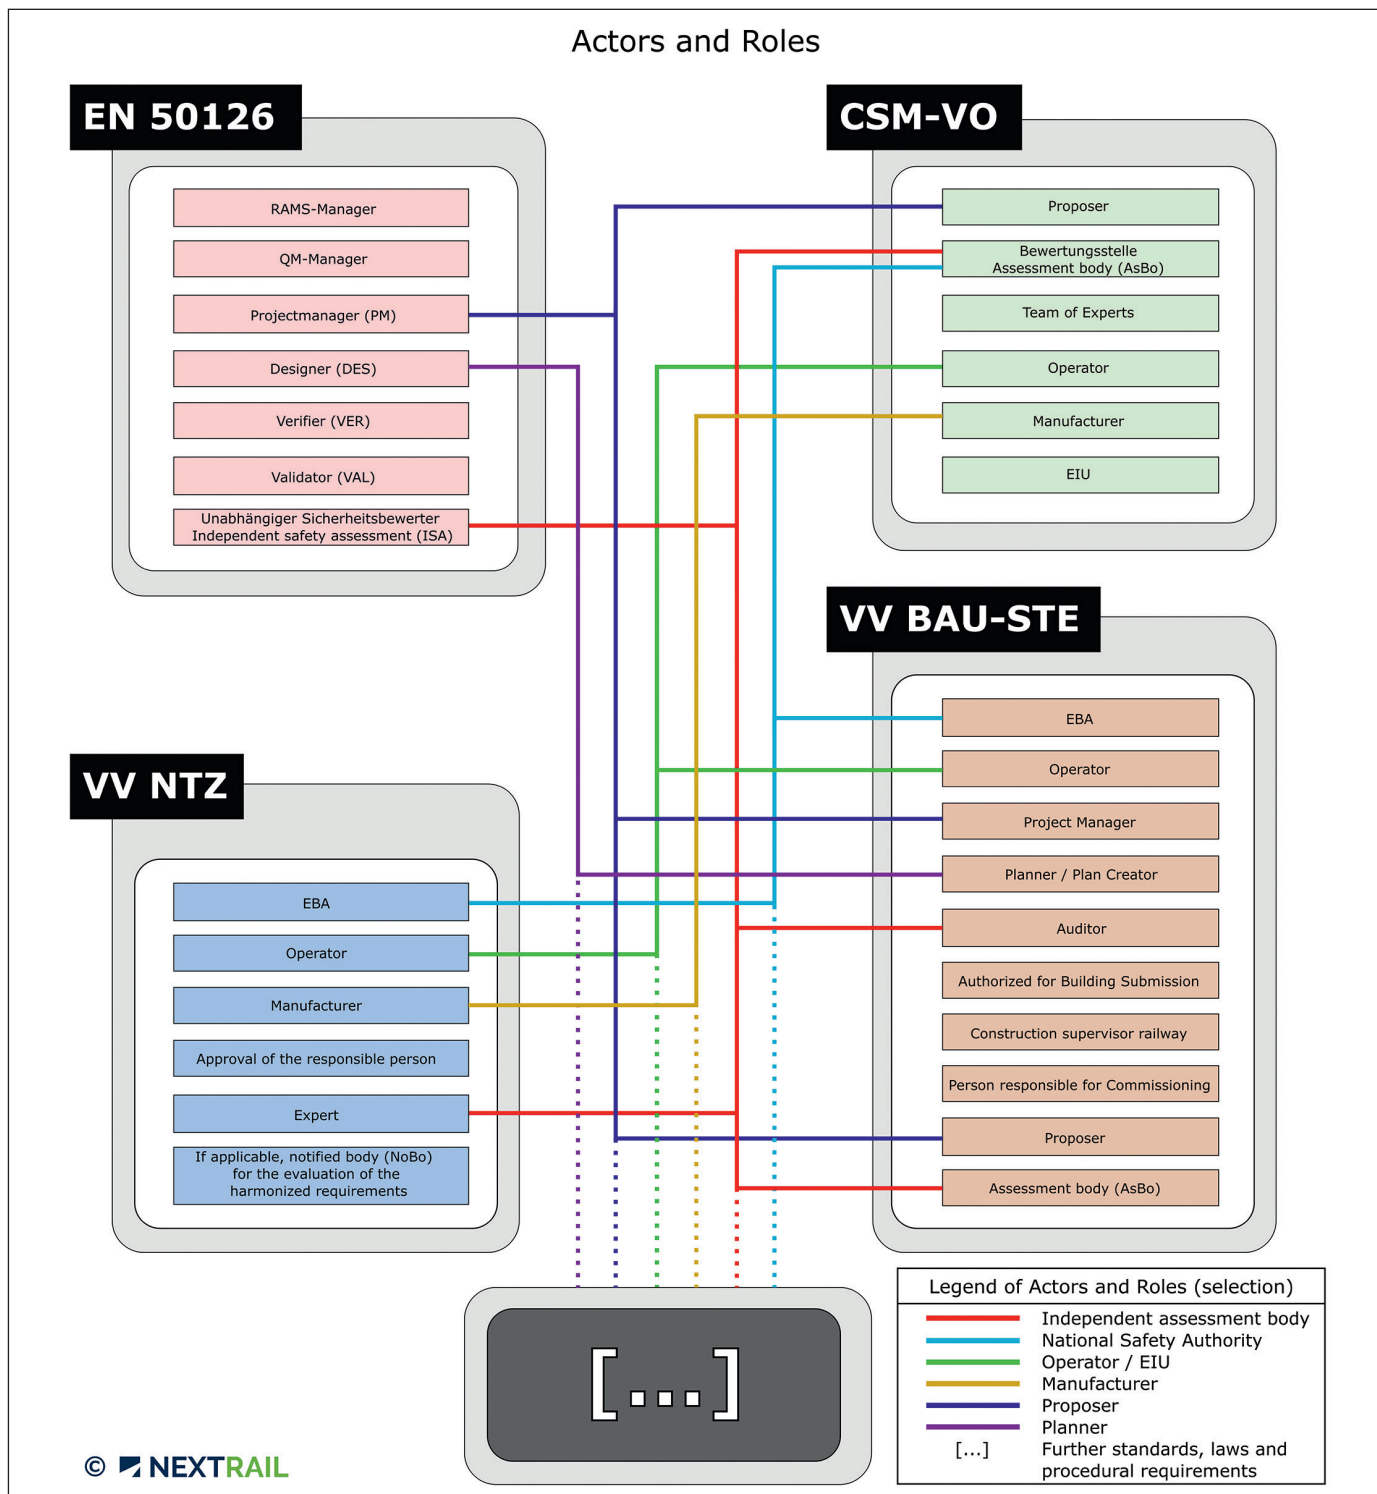 Actors and Roles
EN 50126
RAMS-Manager
QM-Manager
Projectmanager (PM)
Designer (DES)
Verifier (VER)
Validator (VAL)
Unabhängiger Sicherheitsbewerter
Independent safety assessment (ISA)
CSM-VO
Proposer
Bewertungsstelle
Assessment body (AsBo)
Team of Experts
Operator
Manufacturer
EIU
VV NTZ
EBA
Operator
Manufacturer
Approval of the responsible person
Expert
If applicable, notified body (NoBo)
for the evaluation of the
harmonized requirements
VV BAU-STE
EBA
Operator
Project Manager
Planner / Plan Creator
Auditor
Authorized for Building Submission
Construction supervisor railway
Person responsible for Commissioning
Proposer
Assessment body (AsBo)
[...]
Legend of Actors and Roles (selection)
Independent assessment body
National Safety Authority
Operator / EIU
Manufacturer
Proposer
Planner
[...] Further standards, laws and
procedural requirements
© NEXTRAIL